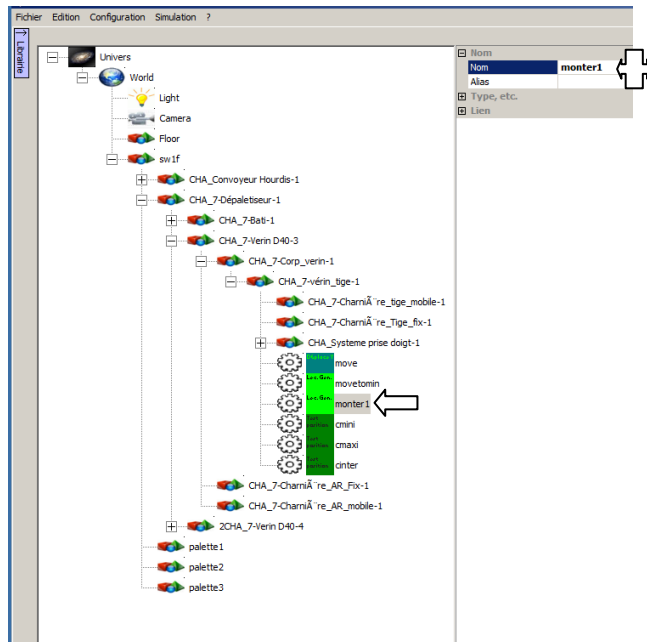 Fichier Edition Configuration Simulation ?
Librairie
Univers
World
Light
Camera
Floor
sw1f
CHA_Convoyeur Hourdis-1
CHA_7-Dépaletiseur-1
CHA_7-Bati-1
CHA_7-Verin D40-3
CHA_7-Corp_verin-1
CHA_7-vérin_tige-1
CHA_7-CharniÃ¨re_tige_mobile-1
CHA_7-CharniÃ¨re_Tige_fix-1
CHA_Systeme prise doigt-1
move
movetomin
monter1
cmini
cmaxi
cinter
CHA_7-CharniÃ¨re_AR_Fix-1
CHA_7-CharniÃ¨re_AR_mobile-1
2CHA_7-Verin D40-4
palette1
palette2
palette3
Nom
Nom monter1
Alias
Type, etc.
Lien